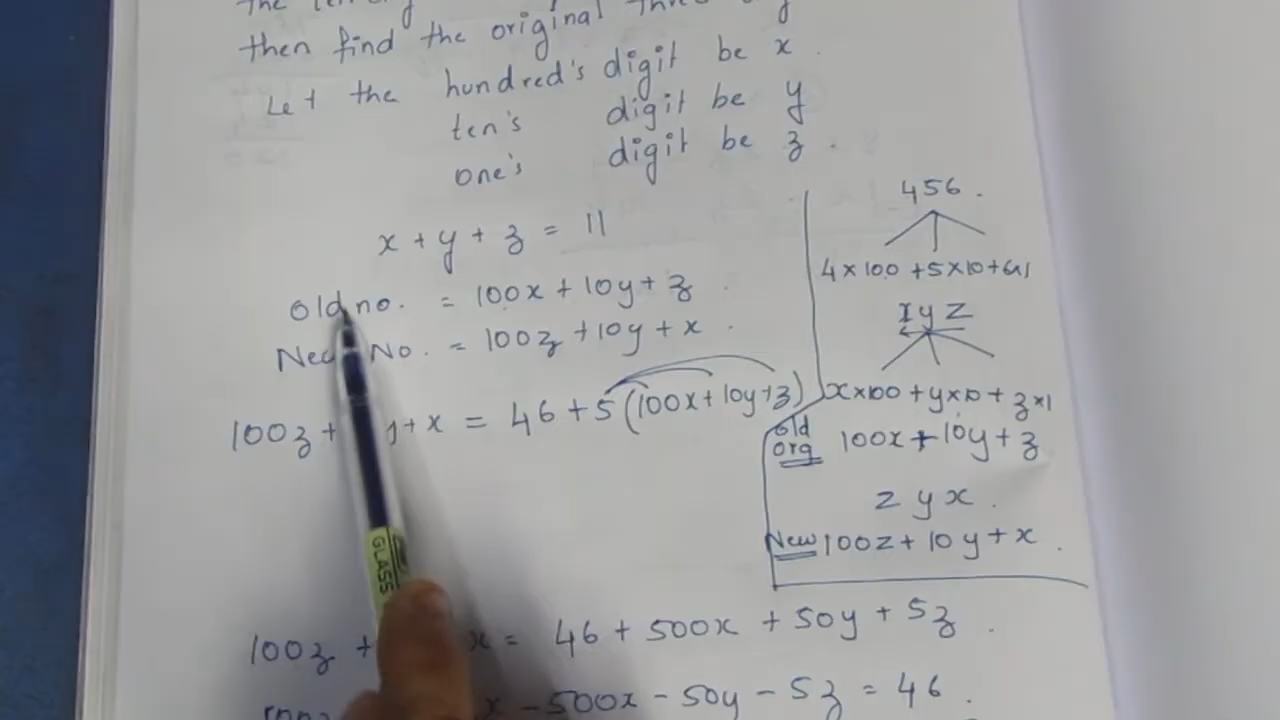 then find the original
Let the hundred's digit be x.
ten's digit be y
one's digit be z.
x + y + z = 11
Old no. = 100x + 10y + z.
New No. = 100z + 10y + x.
100z + y + x = 46 + 5(100x + 10y + z)
100z + x = 46 + 500x + 50y + 5z.
x - 500x - 50y - 5z = 46.
456.
4 x 100 + 5 x 10 + 6x1
x y z
x x 100 + y x 10 + z x 1
old
org 100x + 10y + z
z y x.
New 100z + 10y + x.
GLASS